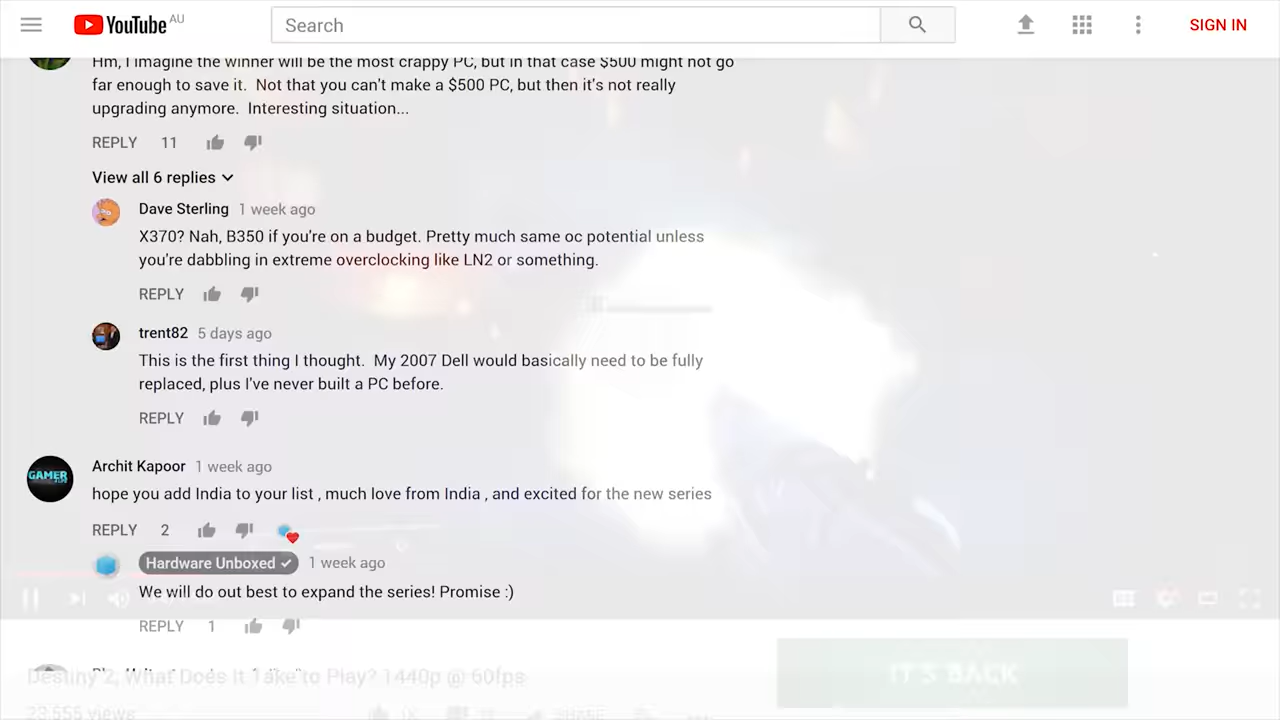 YouTube AU
Search
SIGN IN
Hm, I imagine the winner will be the most crappy PC, but in that case $500 might not go
far enough to save it. Not that you can't make a $500 PC, but then it's not really
upgrading anymore. Interesting situation...
REPLY 11
View all 6 replies
Dave Sterling 1 week ago
X370? Nah, B350 if you're on a budget. Pretty much same oc potential unless
you're dabbling in extreme overclocking like LN2 or something.
REPLY
trent82 5 days ago
This is the first thing I thought. My 2007 Dell would basically need to be fully
replaced, plus I've never built a PC before.
REPLY
GAMER
Archit Kapoor 1 week ago
hope you add India to your list , much love from India , and excited for the new series
REPLY 2
Hardware Unboxed 1 week ago
We will do out best to expand the series! Promise :)
REPLY 1
Destiny 2, What Does It Take to Play? 1440p @ 60fps
IT'S BACK
23,555 views
SHARE